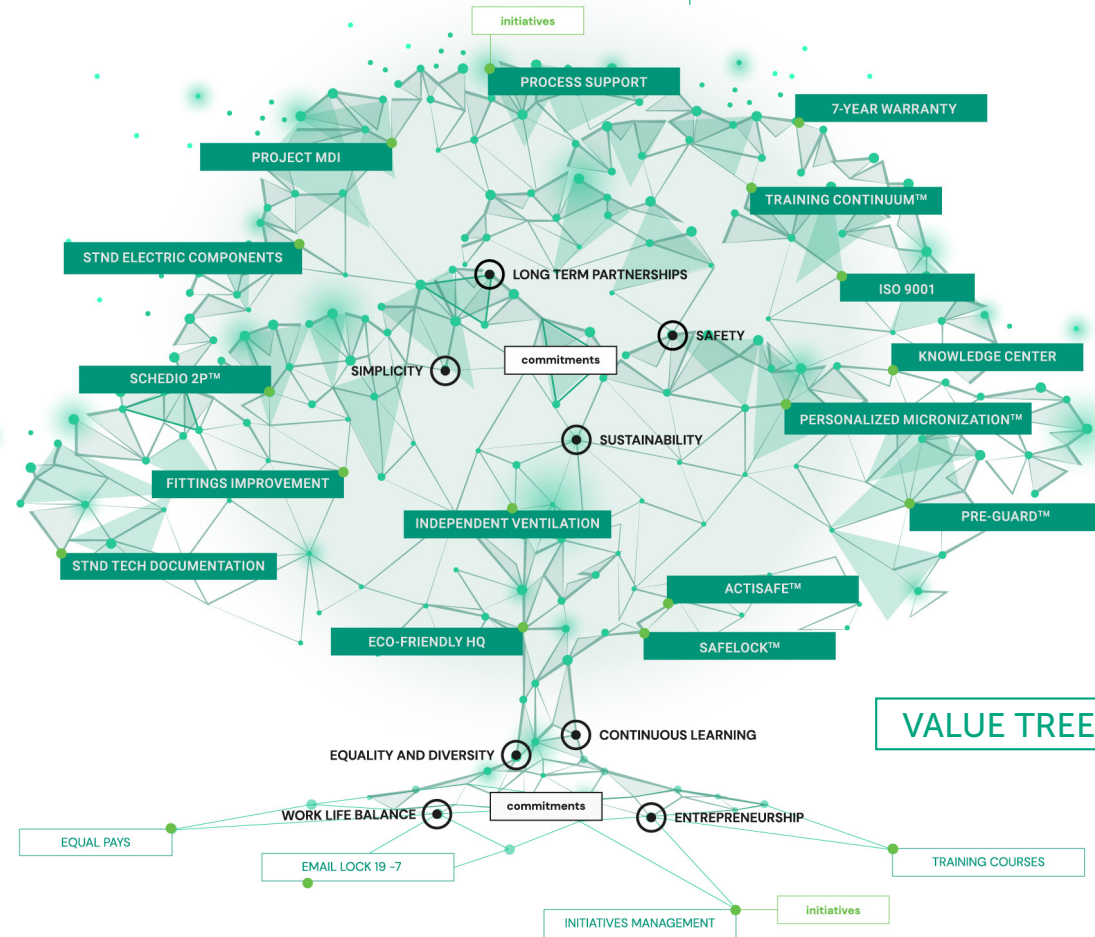 initiatives
PROCESS SUPPORT
7-YEAR WARRANTY
PROJECT MDI
TRAINING CONTINUUM™
STND ELECTRIC COMPONENTS
LONG TERM PARTNERSHIPS
ISO 9001
SAFETY
KNOWLEDGE CENTER
commitments
SIMPLICITY
SCHEDIO 2P™
PERSONALIZED MICRONIZATION™
SUSTAINABILITY
FITTINGS IMPROVEMENT
PRE-GUARD™
INDEPENDENT VENTILATION
STND TECH DOCUMENTATION
ACTISAFE™
ECO-FRIENDLY HQ
SAFELOCK™
VALUE TREE
CONTINUOUS LEARNING
EQUALITY AND DIVERSITY
commitments
WORK LIFE BALANCE
ENTREPRENEURSHIP
EQUAL PAYS
EMAIL LOCK 19 -7
TRAINING COURSES
initiatives
INITIATIVES MANAGEMENT